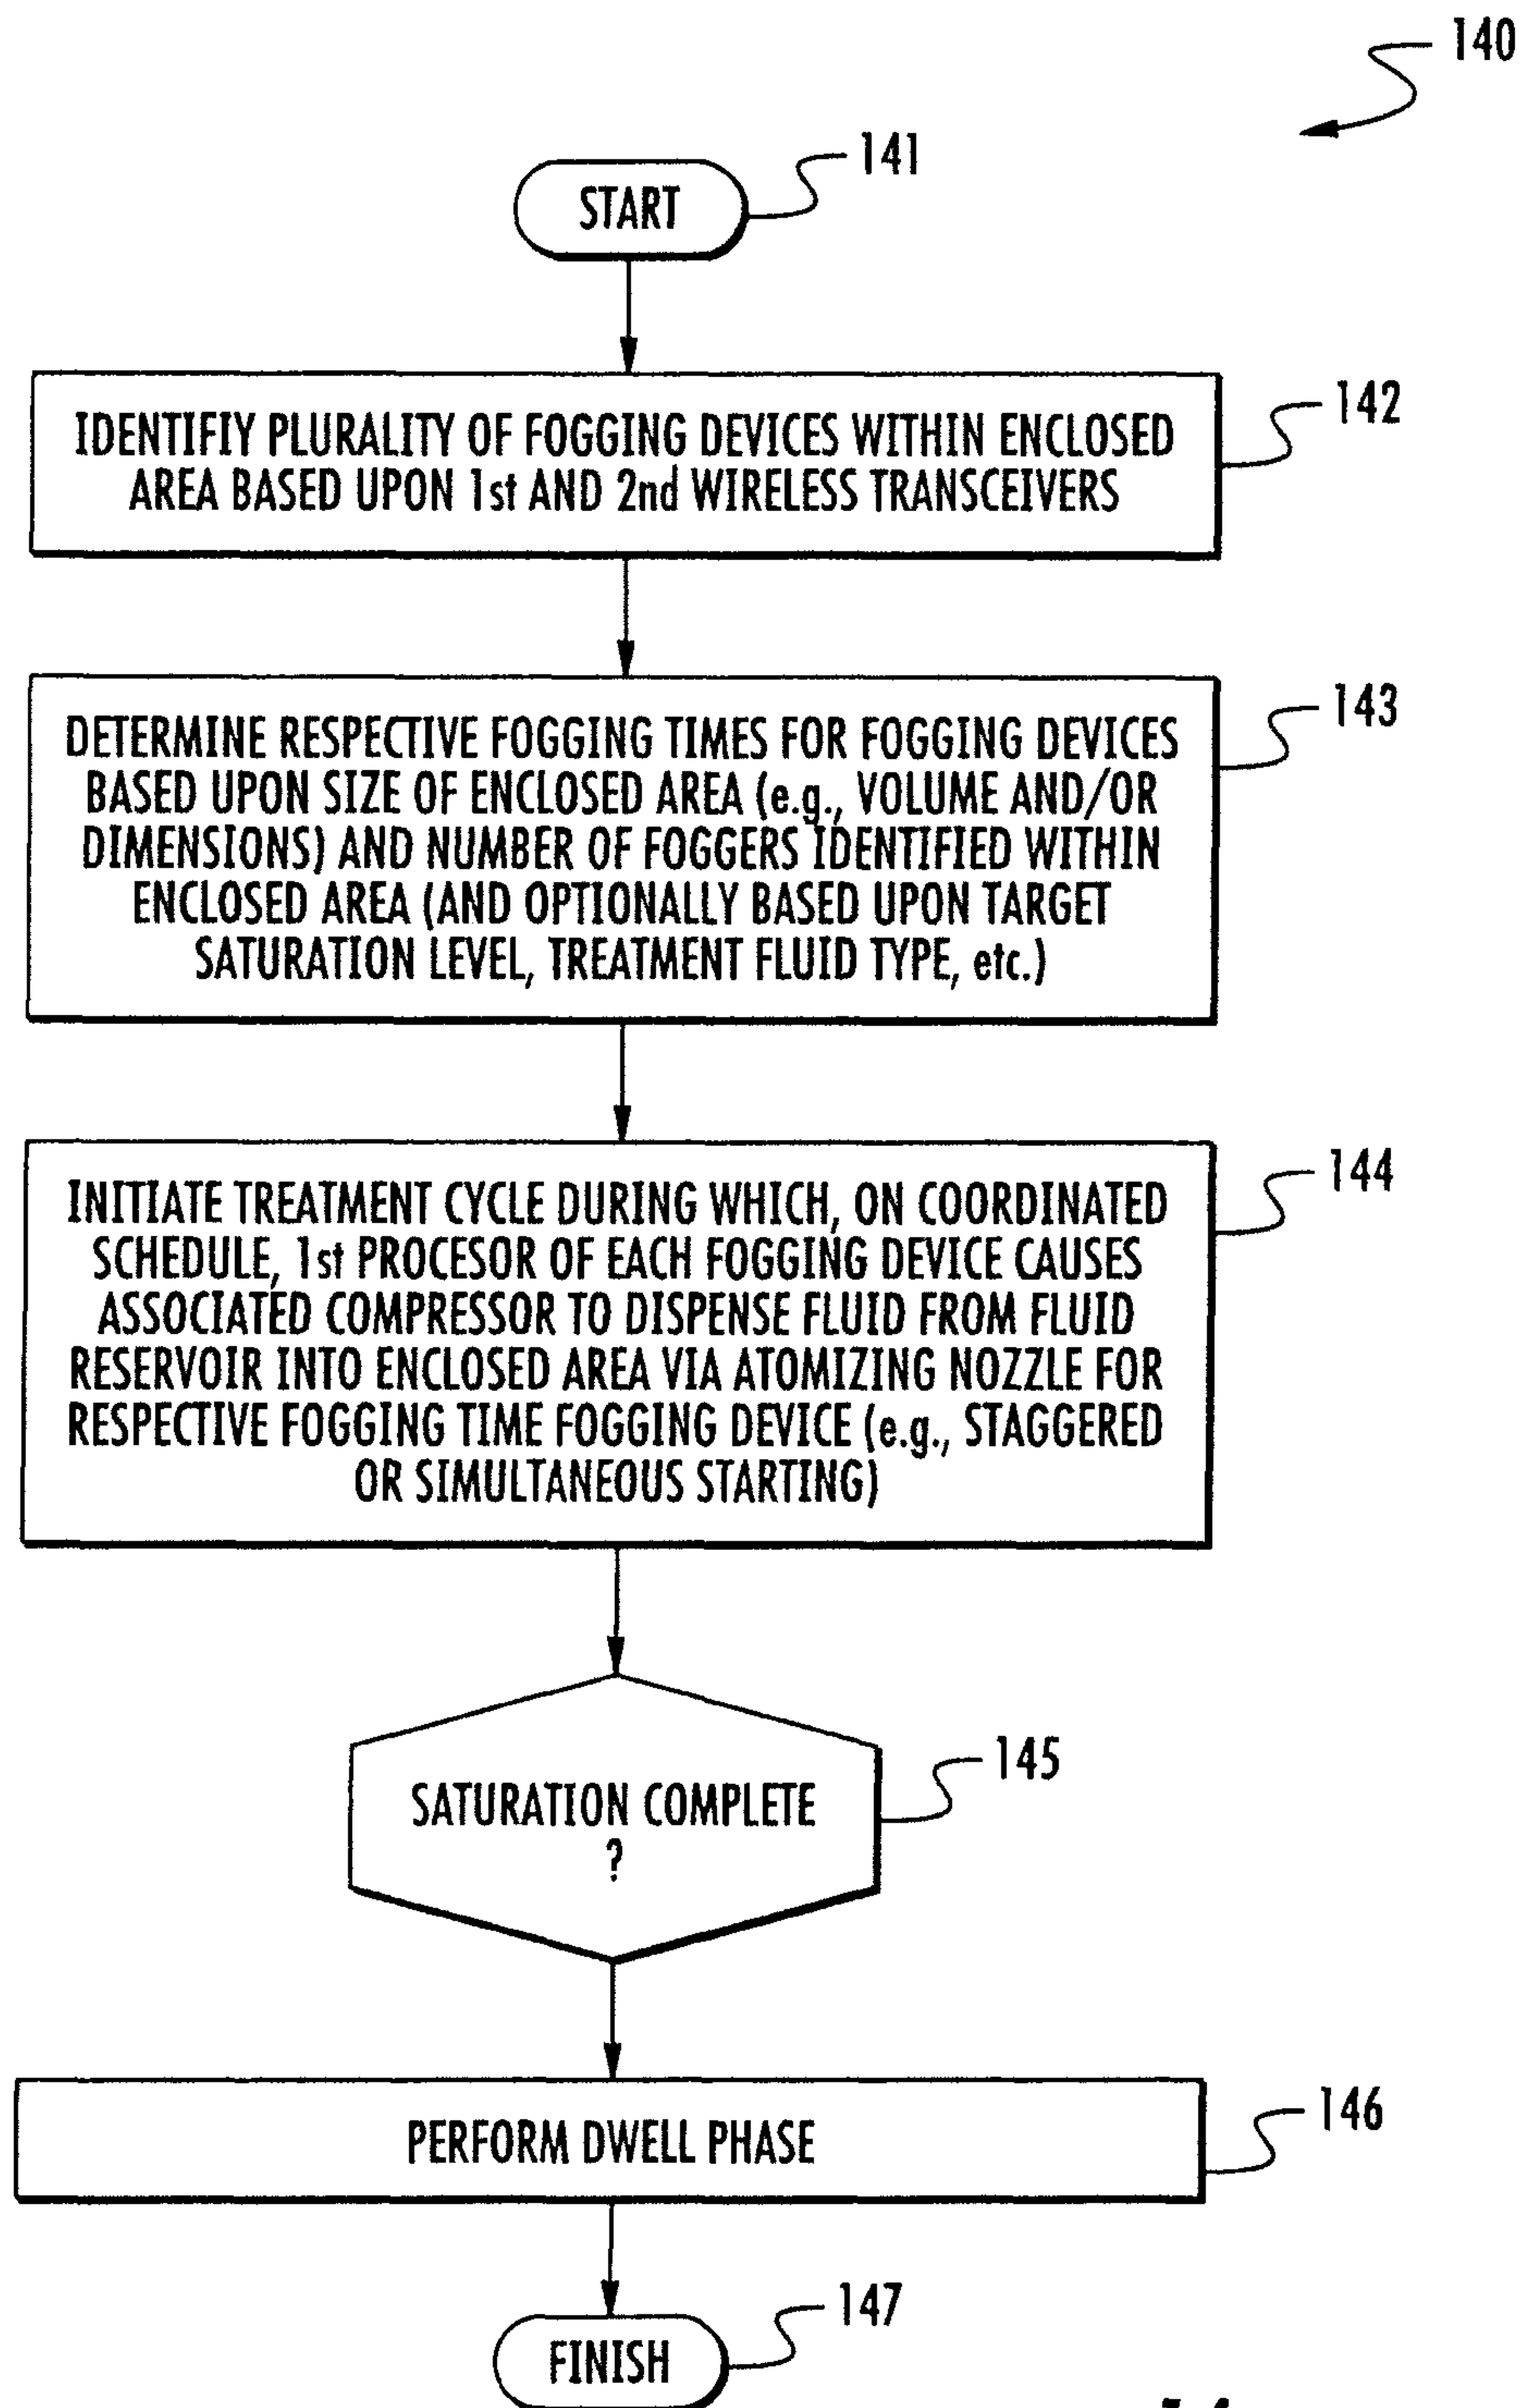 140
START
141
IDENTIFIY PLURALITY OF FOGGING DEVICES WITHIN ENCLOSED
AREA BASED UPON 1st AND 2nd WIRELESS TRANSCEIVERS
142
DETERMINE RESPECTIVE FOGGING TIMES FOR FOGGING DEVICES
BASED UPON SIZE OF ENCLOSED AREA (e.g., VOLUME AND/OR
DIMENSIONS) AND NUMBER OF FOGGERS IDENTIFIED WITHIN
ENCLOSED AREA (AND OPTIONALLY BASED UPON TARGET
SATURATION LEVEL, TREATMENT FLUID TYPE, etc.)
143
INITIATE TREATMENT CYCLE DURING WHICH, ON COORDINATED
SCHEDULE, 1st PROCESOR OF EACH FOGGING DEVICE CAUSES
ASSOCIATED COMPRESSOR TO DISPENSE FLUID FROM FLUID
RESERVOIR INTO ENCLOSED AREA VIA ATOMIZING NOZZLE FOR
RESPECTIVE FOGGING TIME FOGGING DEVICE (e.g., STAGGERED
OR SIMULTANEOUS STARTING)
144
SATURATION COMPLETE
?
145
PERFORM DWELL PHASE
146
FINISH
147